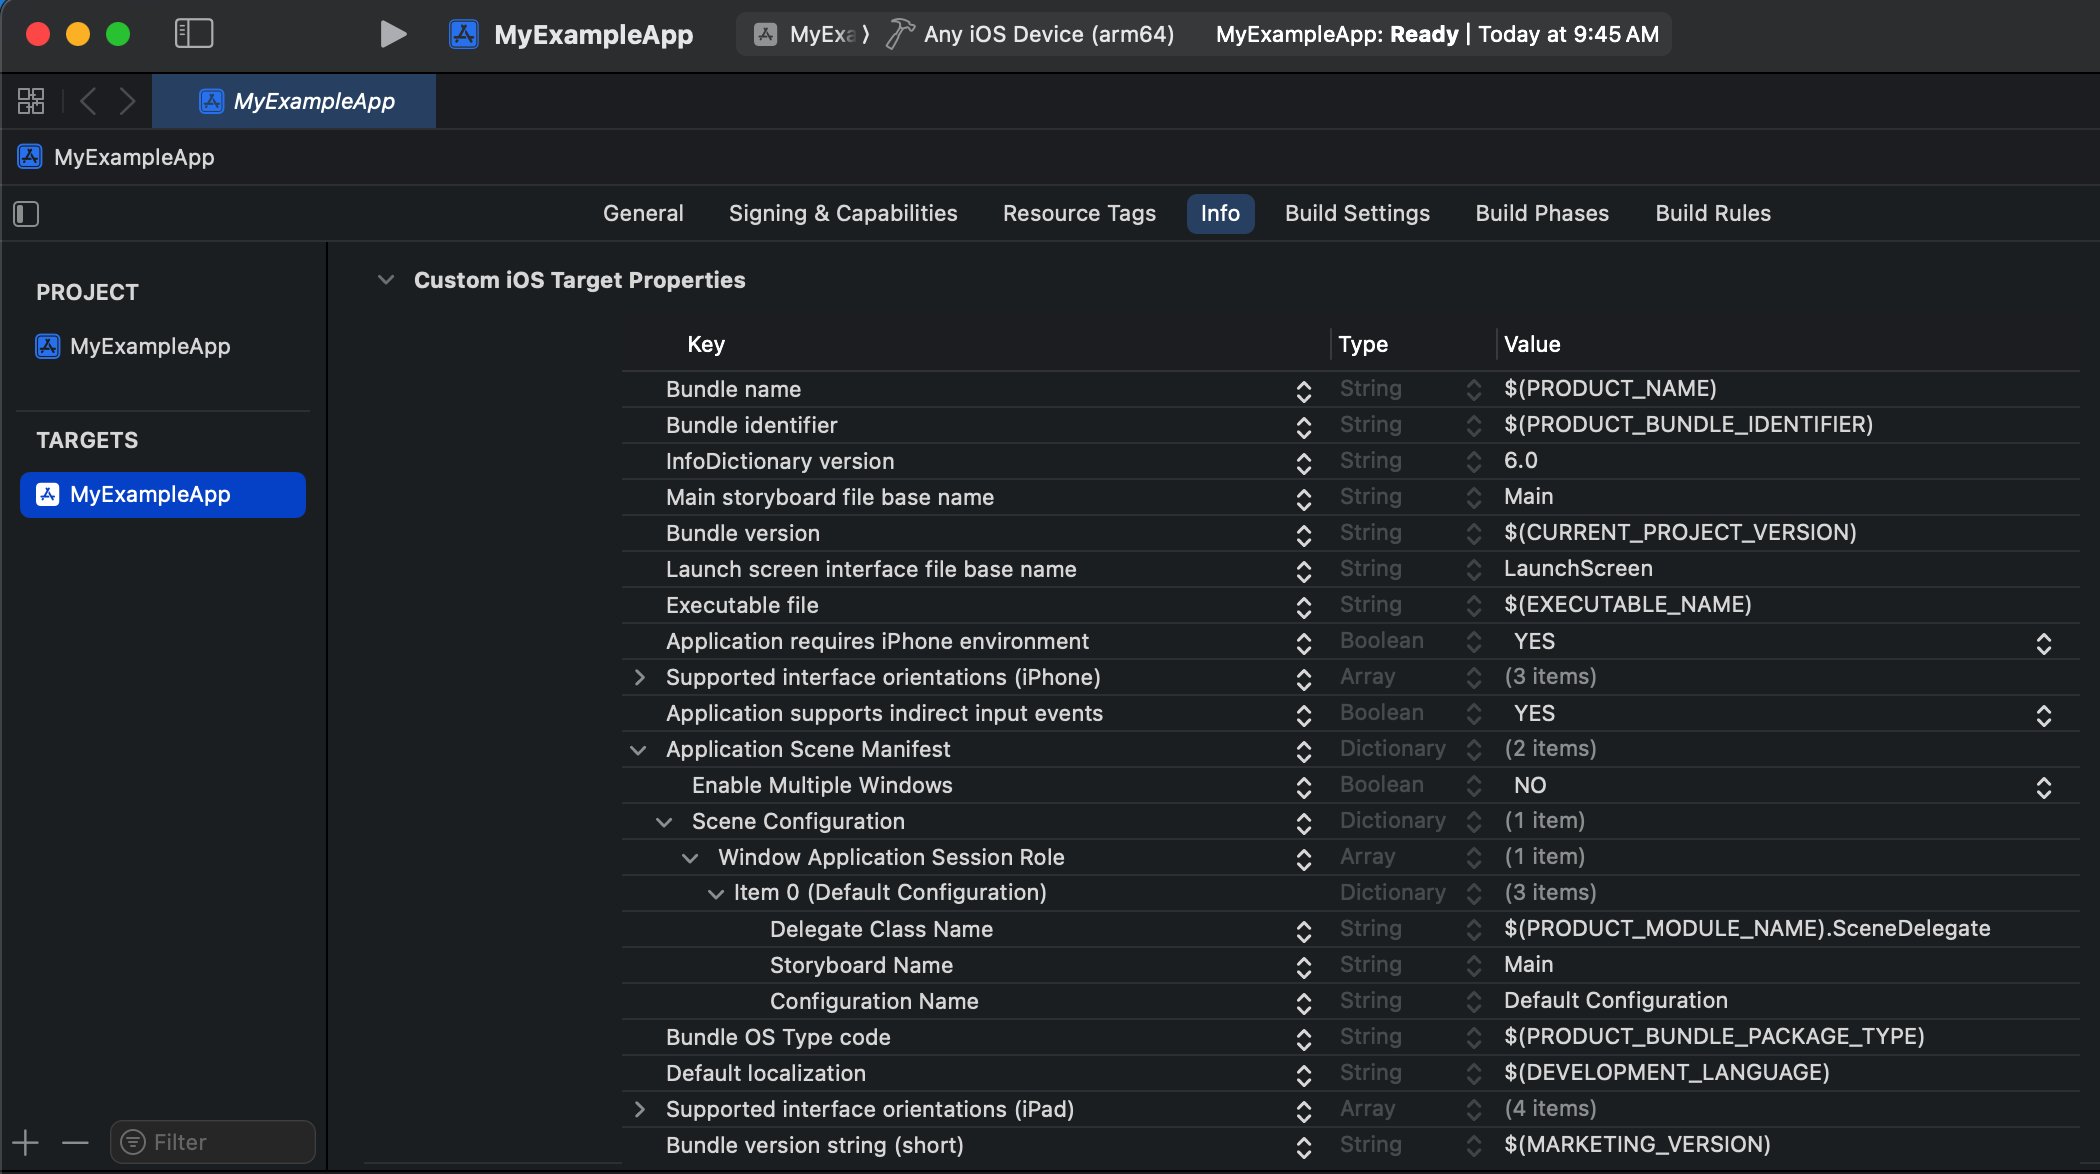 MyExampleApp
MyExa ⟩ Any iOS Device (arm64)
MyExampleApp: Ready | Today at 9:45 AM
MyExampleApp
MyExampleApp
General Signing & Capabilities Resource Tags Info Build Settings Build Phases Build Rules
PROJECT
MyExampleApp
TARGETS
MyExampleApp
Filter
Custom iOS Target Properties
Key Type Value
Bundle name String $(PRODUCT_NAME)
Bundle identifier String $(PRODUCT_BUNDLE_IDENTIFIER)
InfoDictionary version String 6.0
Main storyboard file base name String Main
Bundle version String $(CURRENT_PROJECT_VERSION)
Launch screen interface file base name String LaunchScreen
Executable file String $(EXECUTABLE_NAME)
Application requires iPhone environment Boolean YES
Supported interface orientations (iPhone) Array (3 items)
Application supports indirect input events Boolean YES
Application Scene Manifest Dictionary (2 items)
Enable Multiple Windows Boolean NO
Scene Configuration Dictionary (1 item)
Window Application Session Role Array (1 item)
Item 0 (Default Configuration) Dictionary (3 items)
Delegate Class Name String $(PRODUCT_MODULE_NAME).SceneDelegate
Storyboard Name String Main
Configuration Name String Default Configuration
Bundle OS Type code String $(PRODUCT_BUNDLE_PACKAGE_TYPE)
Default localization String $(DEVELOPMENT_LANGUAGE)
Supported interface orientations (iPad) Array (4 items)
Bundle version string (short) String $(MARKETING_VERSION)